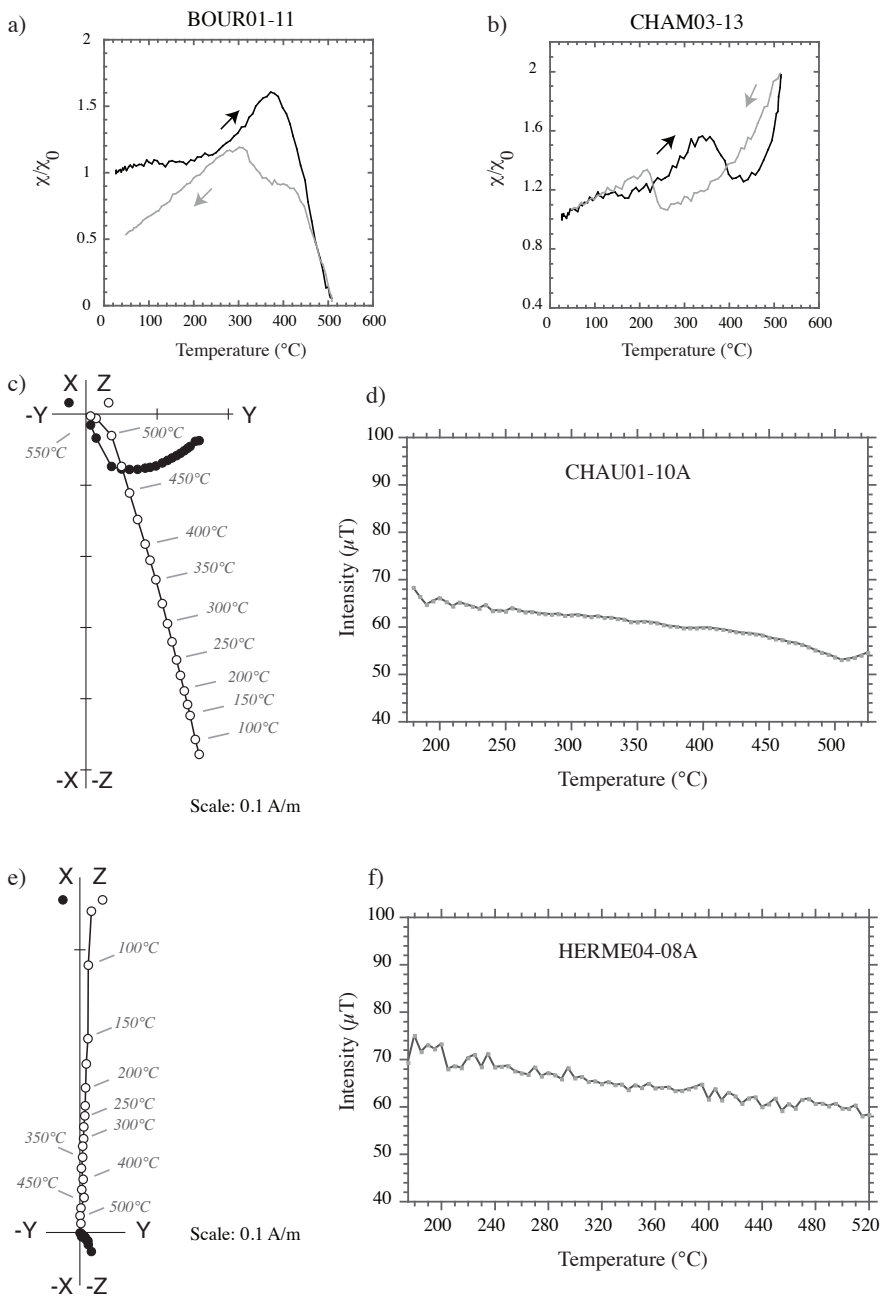 a)
BOUR01-11
2
1.5
1
0.5
0
χ/χ0
0 100 200 300 400 500 600
Temperature (°C)
b)
CHAM03-13
2
1.6
1.2
0.8
0.4
χ/χ0
0 100 200 300 400 500 600
Temperature (°C)
c)
X Z
-Y Y
550°C
500°C
450°C
400°C
350°C
300°C
250°C
200°C
150°C
100°C
-X -Z
Scale: 0.1 A/m
d)
CHAU01-10A
100
90
80
70
60
50
40
Intensity (μT)
200 250 300 350 400 450 500
Temperature (°C)
e)
X Z
100°C
150°C
200°C
250°C
300°C
350°C
400°C
450°C
500°C
-Y Y
Scale: 0.1 A/m
-X -Z
f)
HERME04-08A
100
90
80
70
60
50
40
Intensity (μT)
200 240 280 320 360 400 440 480 520
Temperature (°C)